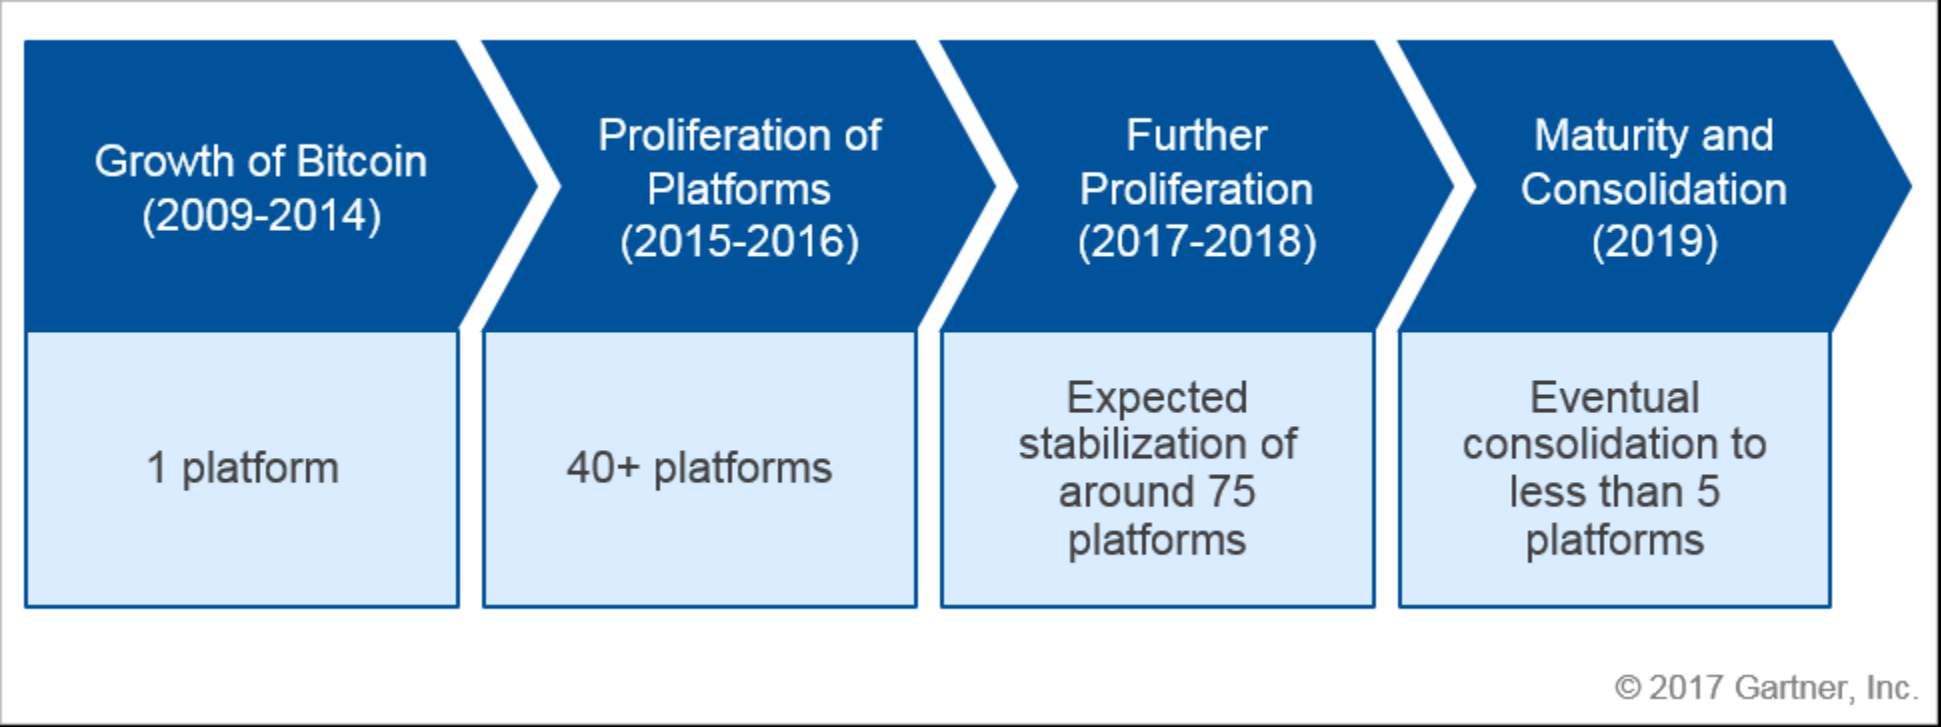 Growth of Bitcoin
(2009-2014)
Proliferation of
Platforms
(2015-2016)
Further
Proliferation
(2017-2018)
Maturity and
Consolidation
(2019)
1 platform
40+ platforms
Expected
stabilization of
around 75
platforms
Eventual
consolidation to
less than 5
platforms
© 2017 Gartner, Inc.